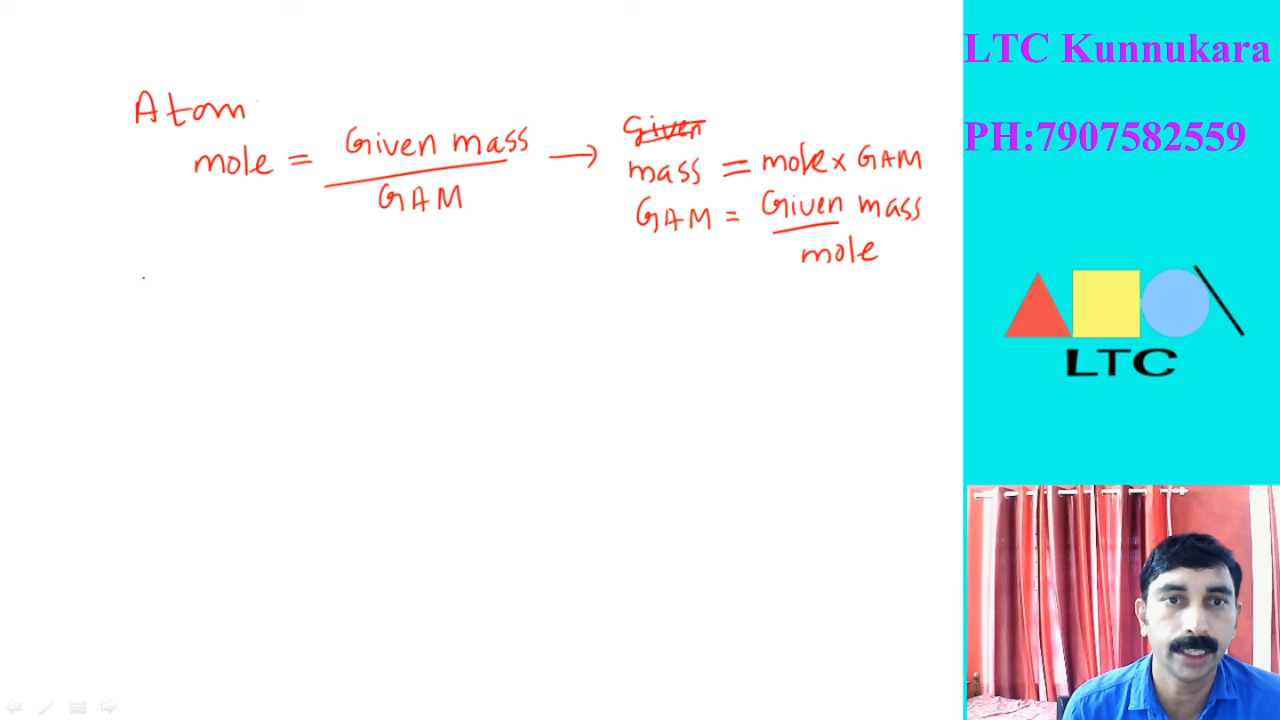 Atom
mole = Given mass
GAM
→ Given
mass = mole x GAM
GAM = Given mass
mole
LTC Kunnukara
PH:7907582559
LTC